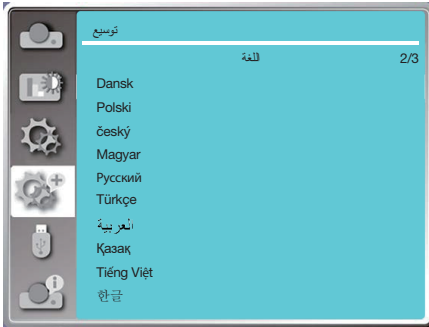 توسيع
اللغة 2/3
Dansk
Polski
český
Magyar
Русский
Türkçe
العربية
Қазақ
Tiếng Việt
한글